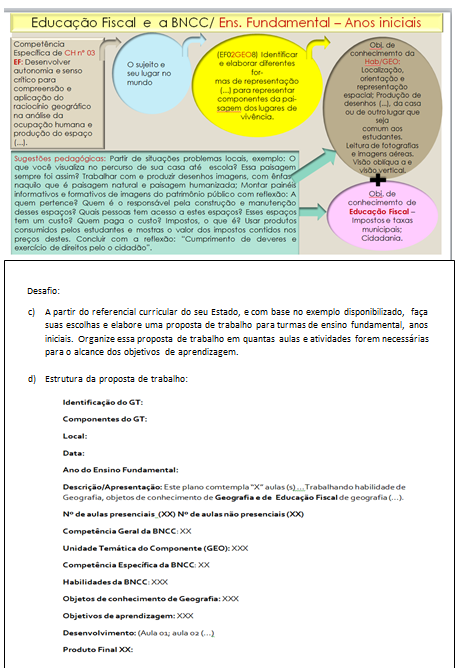 Educação Fiscal e a BNCC/ Ens. Fundamental – Anos iniciais
Competência
Específica de CH nº 03
EF: Desenvolver
autonomia e senso
crítico para
compreensão e
aplicação do
raciocínio geográfico
na análise da
ocupação humana e
produção do espaço
(...).
O sujeito e
seu lugar no
mundo
(EF02GEO8) Identificar
e elaborar diferentes
for-
mas de representação
(...) para representar
componentes da pai-
sagem dos lugares de
vivência.
Obj. de
conhecimento da
Hab/GEO:
Localização,
orientação e
representação
espacial; Produção de
desenhos (...), da casa
ou de outro lugar que
seja
comum aos
estudantes.
Leitura de fotografias
e imagens aéreas.
Visão oblíqua e a
visão vertical.
+
Sugestões pedagógicas: Partir de situações problemas locais, exemplo: O
que você visualiza no percurso de sua casa até escola? Essa paisagem
sempre foi assim? Trabalhar com e produzir desenhos imagens, com ênfase
naquilo que é paisagem natural e paisagem humanizada; Montar painéis
informativos e formativos de imagens do patrimônio público com reflexão: A
quem pertence? Quem é o responsável pela construção e manutenção
desses espaços? Quais pessoas tem acesso a estes espaços? Esses espaços
tem um custo? Quem paga o custo? Impostos, o que é? Usar produtos
consumidos pelos estudantes e mostras o valor dos impostos contidos nos
preços destes. Concluir com a reflexão: "Cumprimento de deveres e
exercício de direitos pelo o cidadão".
Obj. de
conhecimento de
Educação Fiscal –
Impostos e taxas
municipais;
Cidadania.
Desafio:
c) A partir do referencial curricular do seu Estado, e com base no exemplo disponibilizado, faça
suas escolhas e elabore uma proposta de trabalho para turmas de ensino fundamental, anos
iniciais. Organize essa proposta de trabalho em quantas aulas e atividades forem necessárias
para o alcance dos objetivos de aprendizagem.
d) Estrutura da proposta de trabalho:
Identificação do GT:
Componentes do GT:
Local:
Data:
Ano do Ensino Fundamental:
Descrição/Apresentação: Este plano comtempla "X" aulas (s)....Trabalhando habilidade de
Geografia, objetos de conhecimento de Geografia e de Educação Fiscal de geografia (...).
Nº de aulas presenciais (XX) Nº de aulas não presenciais (XX)
Competência Geral da BNCC: XX
Unidade Temática do Componente (GEO): XXX
Competência Específica da BNCC: XX
Habilidades da BNCC: XXX
Objetos de conhecimento de Geografia: XXX
Objetivos de aprendizagem: XXX
Desenvolvimento: (Aula 01; aula 02 (...)
Produto Final XX: